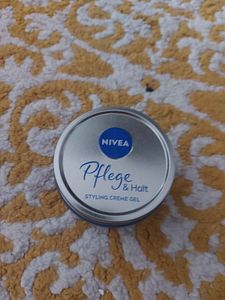 NIVEA
Pflege
& Halt
STYLING CREME GEL